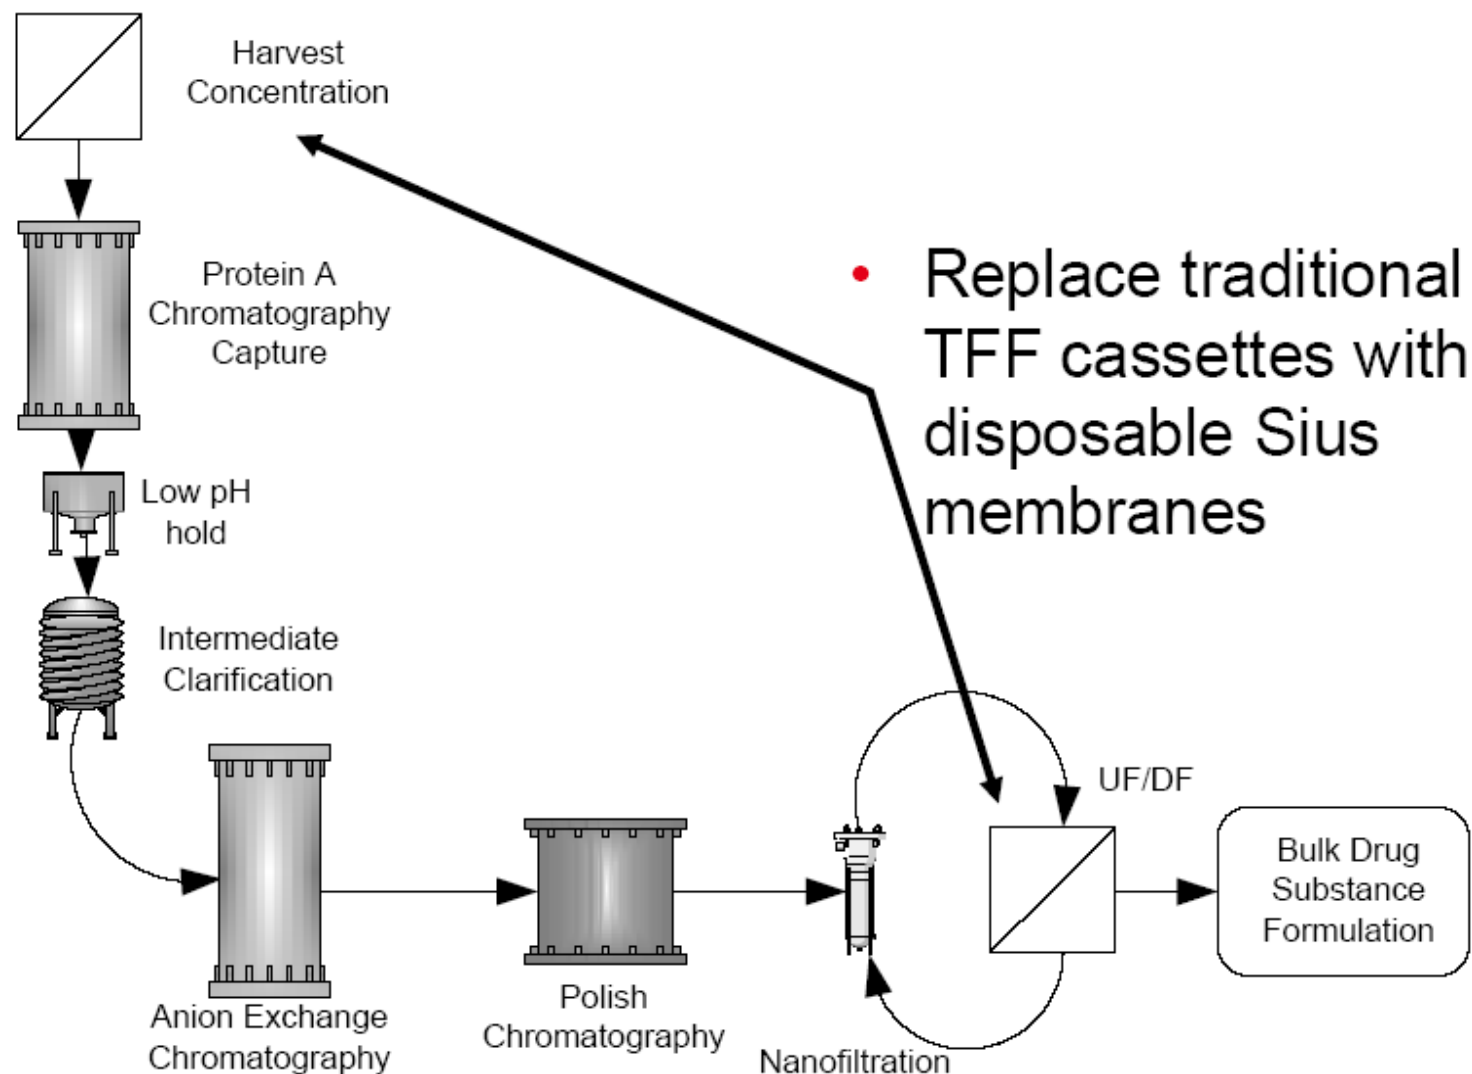 Harvest
Concentration
Protein A
Chromatography
Capture
• Replace traditional
TFF cassettes with
disposable Sius
membranes
Low pH
hold
Intermediate
Clarification
Anion Exchange
Chromatography
Polish
Chromatography
Nanofiltration
UF/DF
Bulk Drug
Substance
Formulation